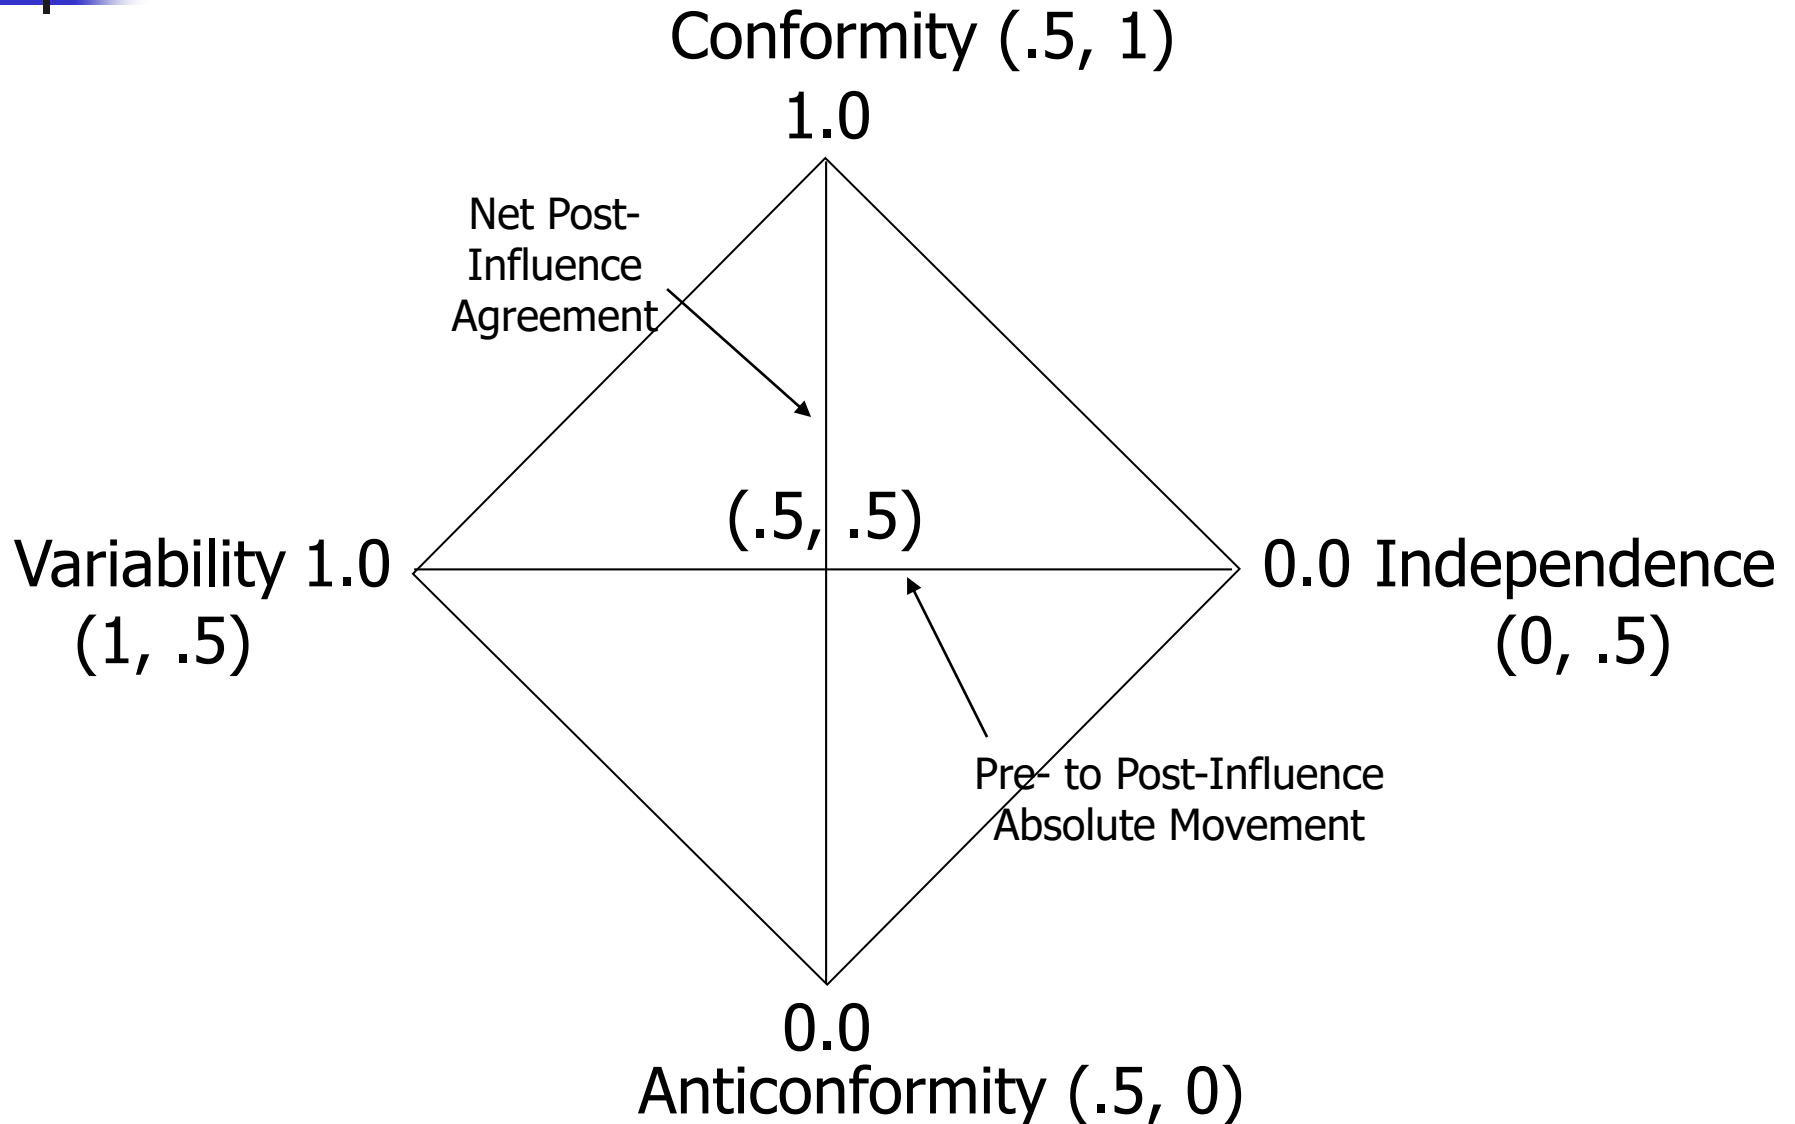 Conformity (.5, 1)
1.0
Net Post-
Influence
Agreement
(.5, .5)
Variability 1.0
(1, .5)
0.0 Independence
(0, .5)
Pre- to Post-Influence
Absolute Movement
0.0
Anticonformity (.5, 0)